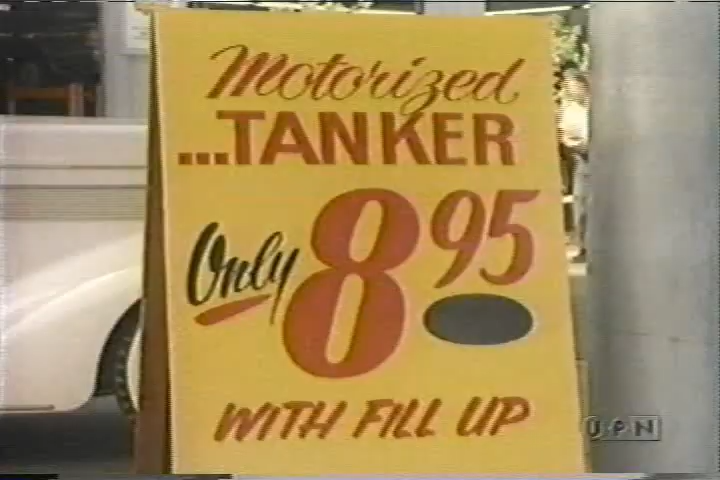 Motorized
...TANKER
Only 8 95
WITH FILL UP
UPN